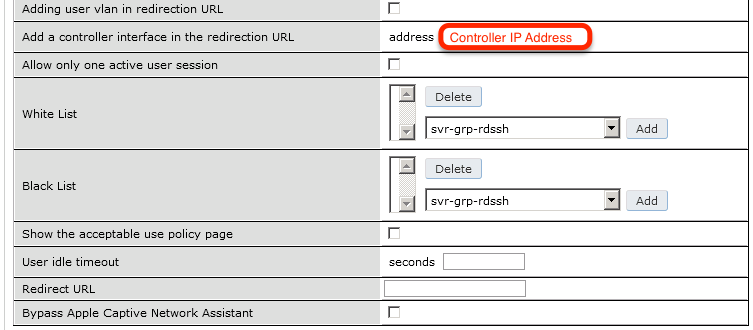 Adding user vlan in redirection URL
Add a controller interface in the redirection URL address Controller IP Address
Allow only one active user session
Delete
White List
svr-grp-rdssh Add
Delete
Black List
svr-grp-rdssh Add
Show the acceptable use policy page
User idle timeout seconds
Redirect URL
Bypass Apple Captive Network Assistant